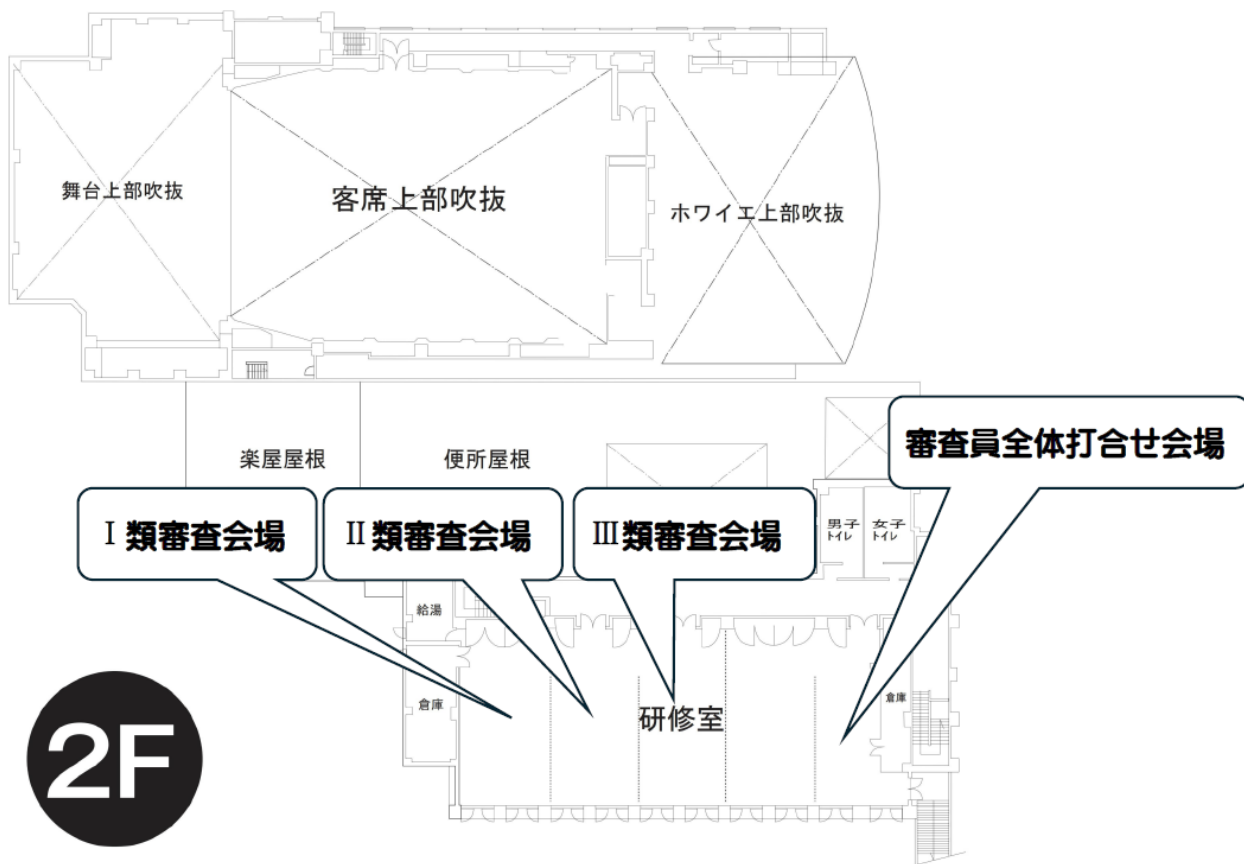 舞台上部吹抜
客席上部吹抜
ホワイエ上部吹抜
楽屋屋根
便所屋根
審査員全体打合せ会場
Ⅰ類審査会場
Ⅱ類審査会場
Ⅲ類審査会場
男子
トイレ
女子
トイレ
給湯
倉庫
研修室
倉庫
2F